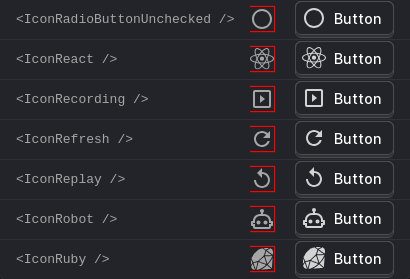 <IconRadioButtonUnchecked /> Button
<IconReact /> Button
<IconRecording /> Button
<IconRefresh /> Button
<IconReplay /> Button
<IconRobot /> Button
<IconRuby /> Button